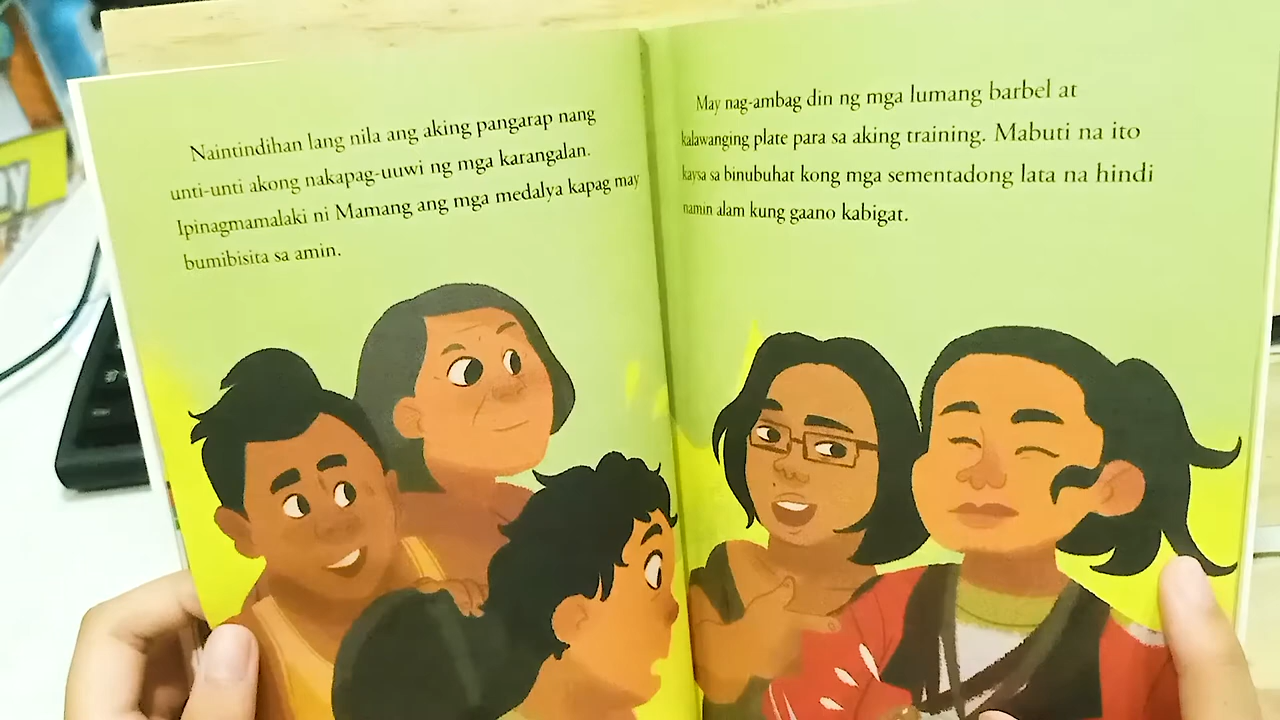 Naintindihan lang nila ang aking pangarap nang
unti-unti akong nakapag-uuwi ng mga karangalan.
Ipinagmamalaki ni Mamang ang mga medalya kapag may
bumibisita sa amin.
May nag-ambag din ng mga lumang barbel at
kalawanging plate para sa aking training. Mabuti na ito
kaysa sa binubuhat kong mga sementadong lata na hindi
namin alam kung gaano kabigat.